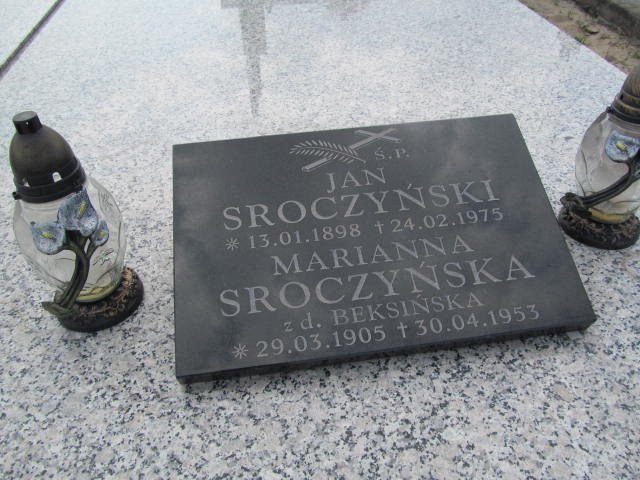 Ś.P.
JAN
SROCZYŃSKI
* 13.01.1898 † 24.02.1975
MARIANNA
SROCZYŃSKA
z d. BEKSIŃSKA
* 29.03.1905 † 30.04.1953